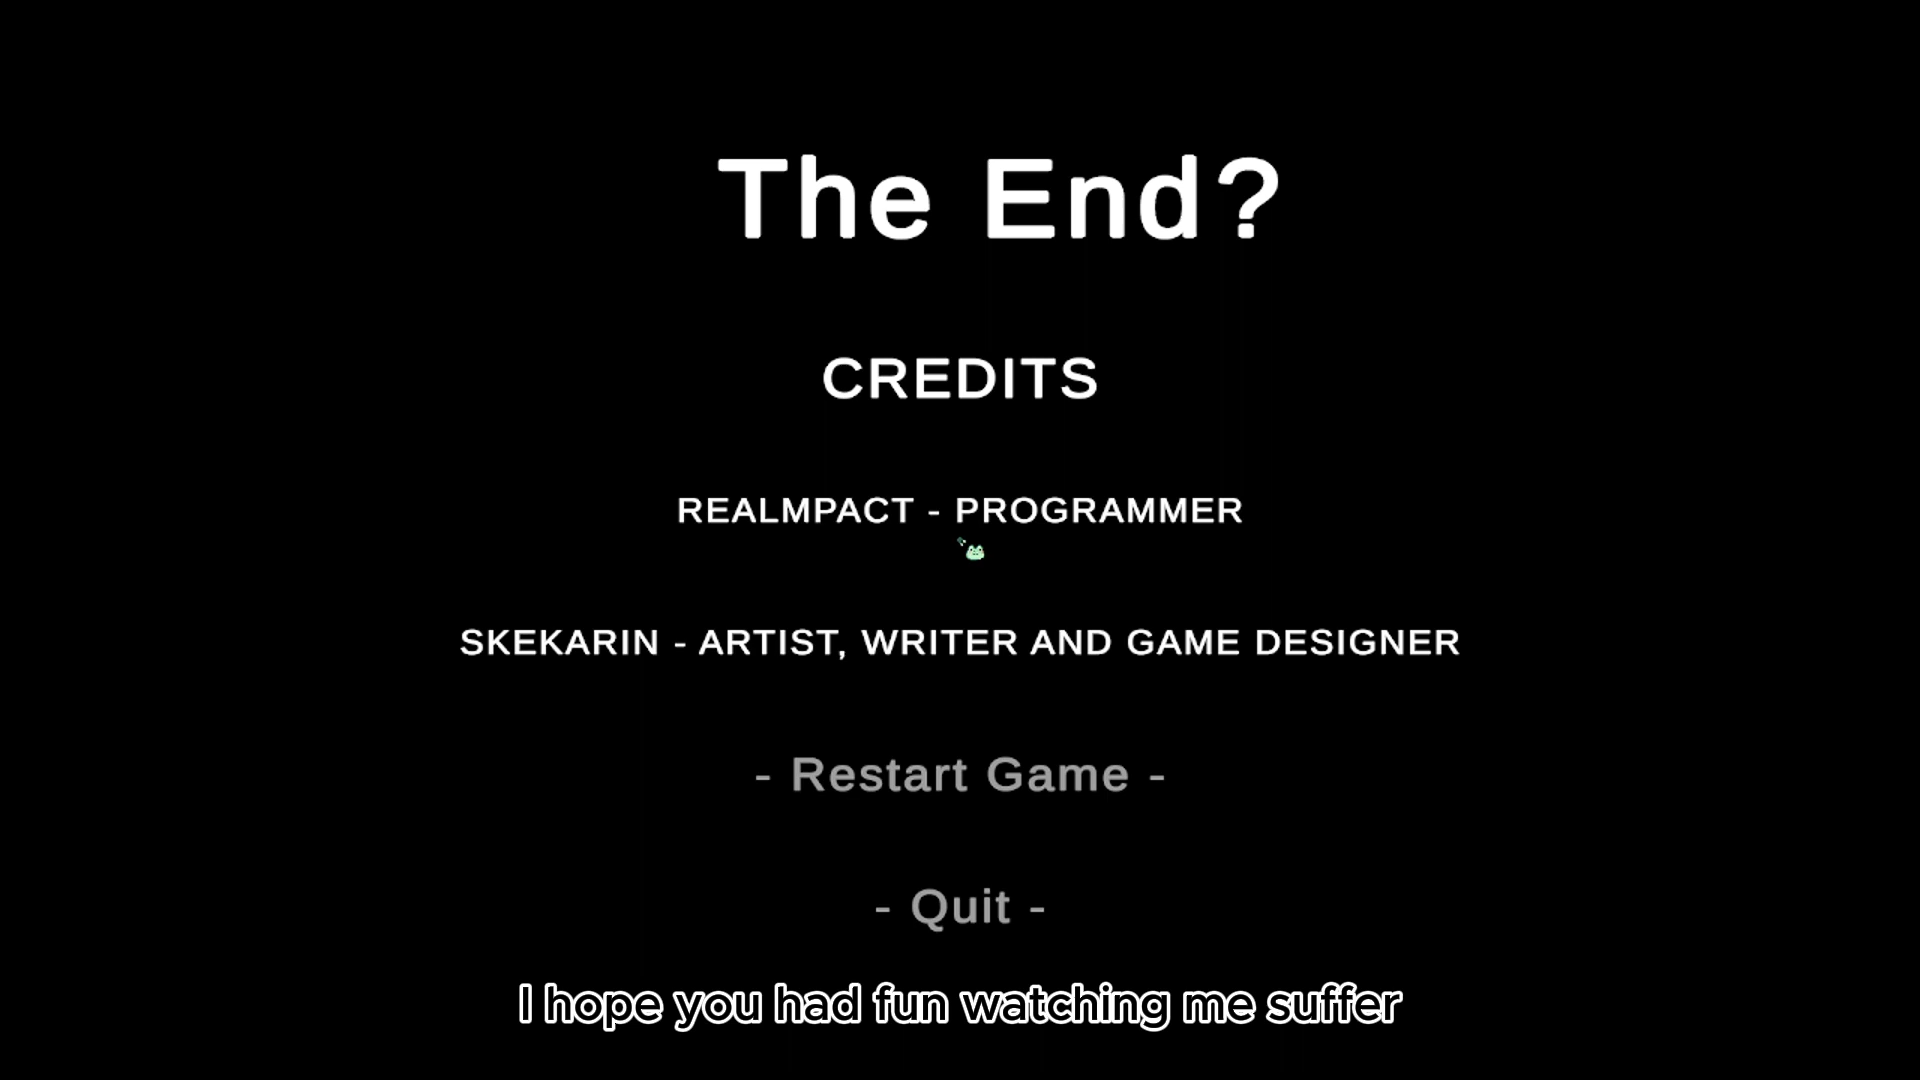 The End?
CREDITS
REALMPACT - PROGRAMMER
SKEKARIN - ARTIST, WRITER AND GAME DESIGNER
- Restart Game -
- Quit -
I hope you had fun watching me suffer